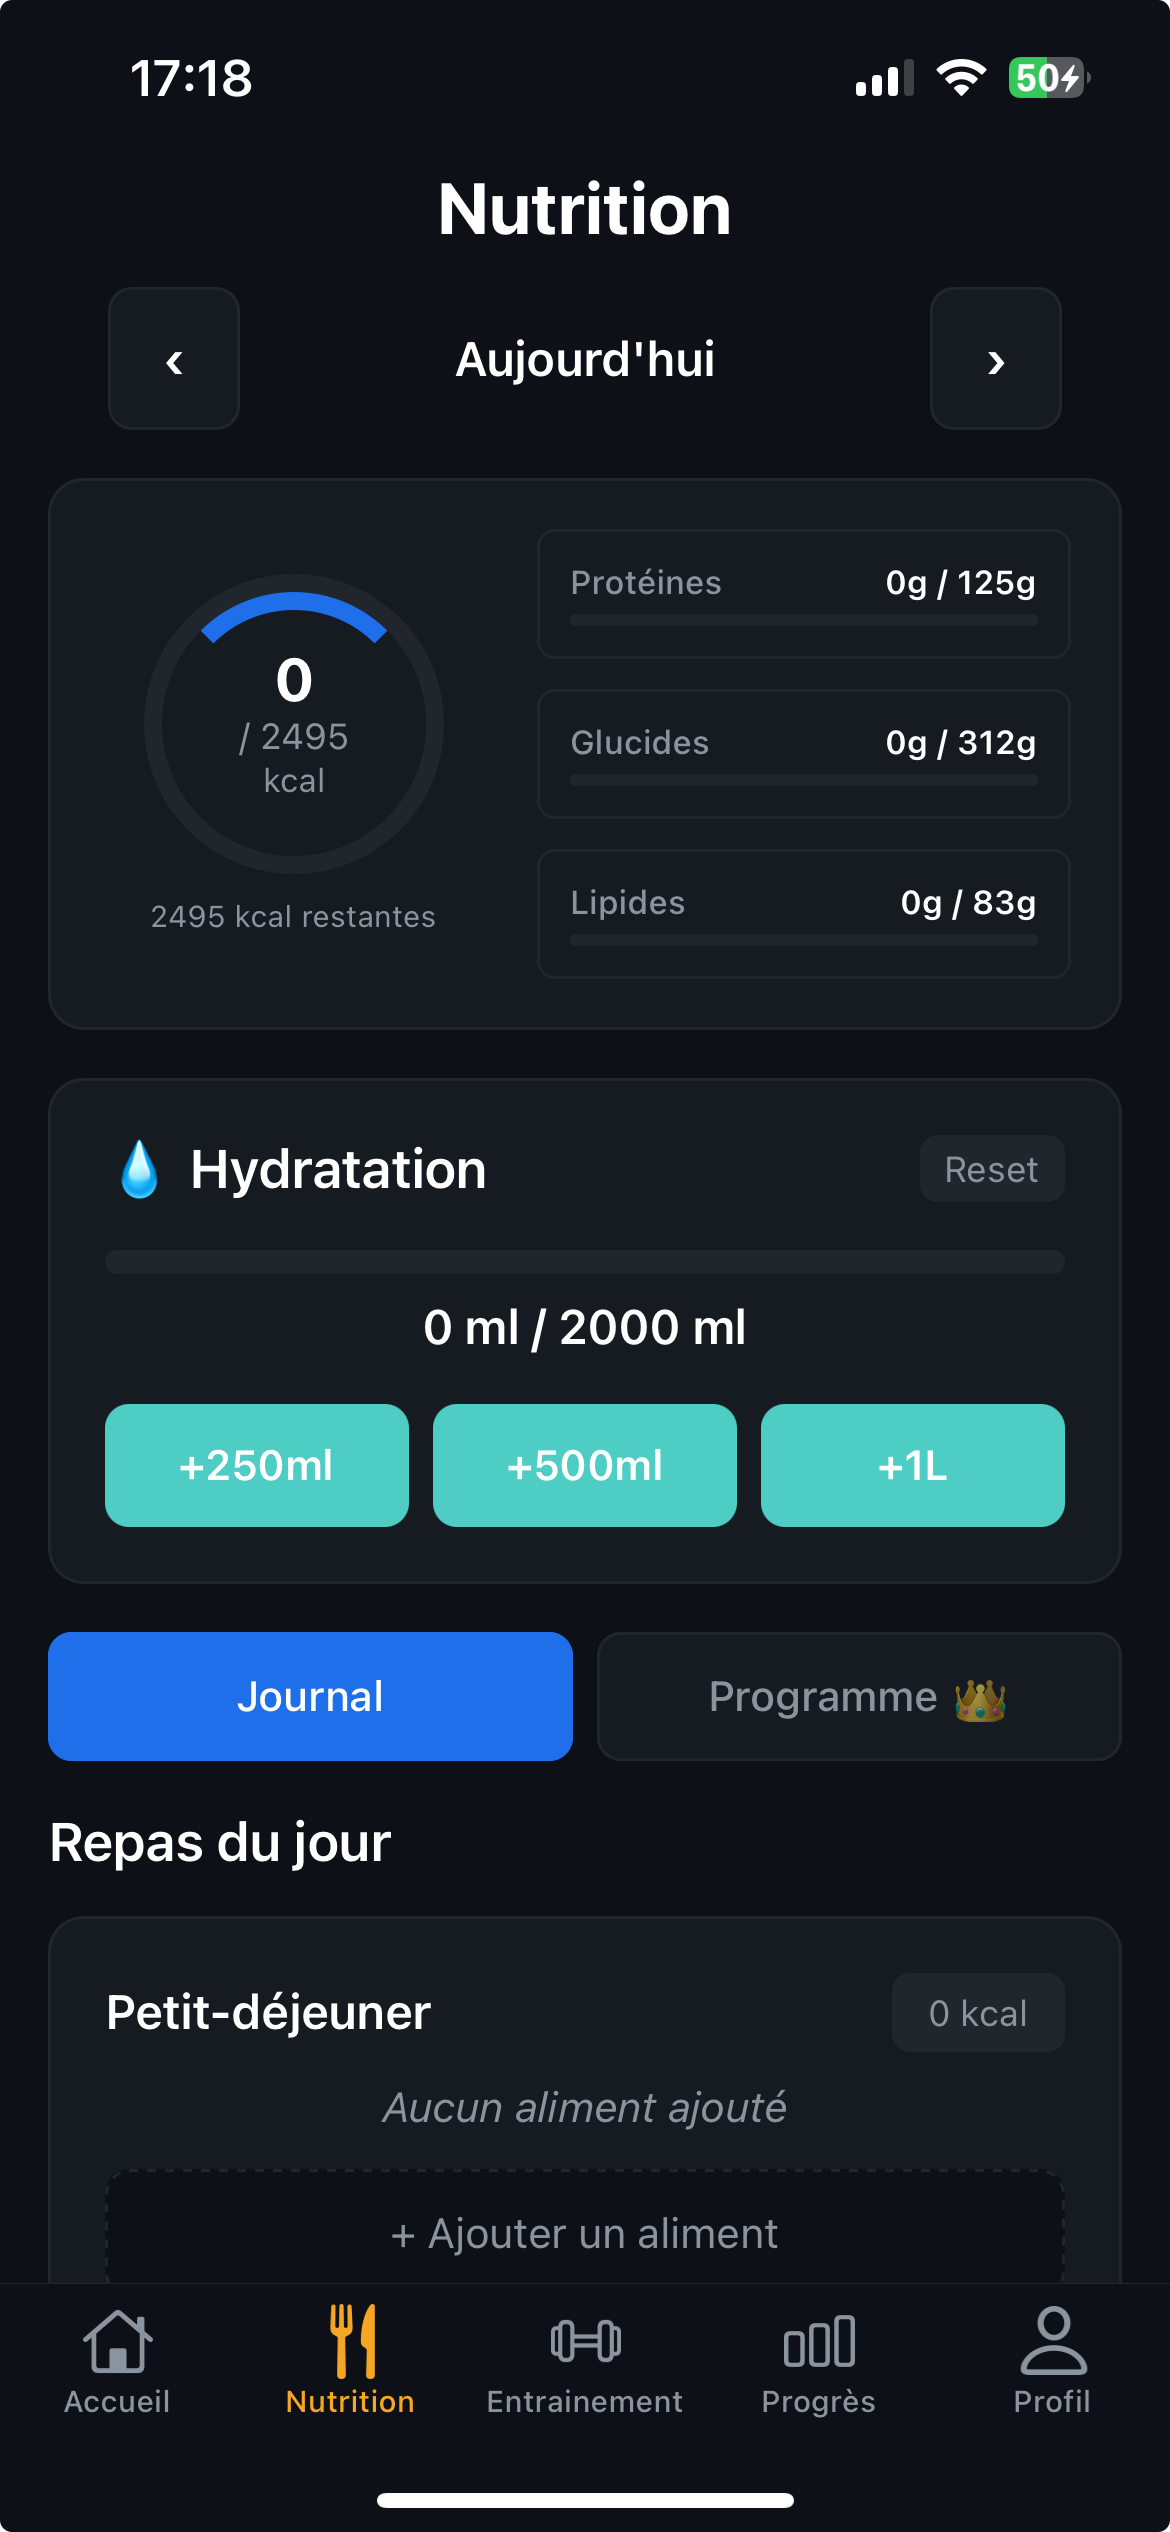 17:18
50
Nutrition
‹
Aujourd'hui
›
0
/ 2495
kcal
2495 kcal restantes
Protéines 0g / 125g
Glucides 0g / 312g
Lipides 0g / 83g
Hydratation
Reset
0 ml / 2000 ml
+250ml +500ml +1L
Journal Programme
Repas du jour
Petit-déjeuner 0 kcal
Aucun aliment ajouté
+ Ajouter un aliment
Accueil Nutrition Entrainement Progrès Profil